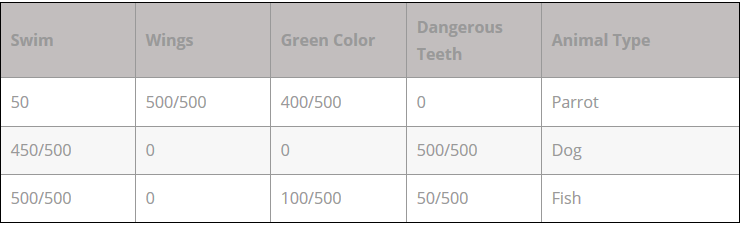 Swim Wings Green Color Dangerous Teeth Animal Type
50 500/500 400/500 0 Parrot
450/500 0 0 500/500 Dog
500/500 0 100/500 50/500 Fish